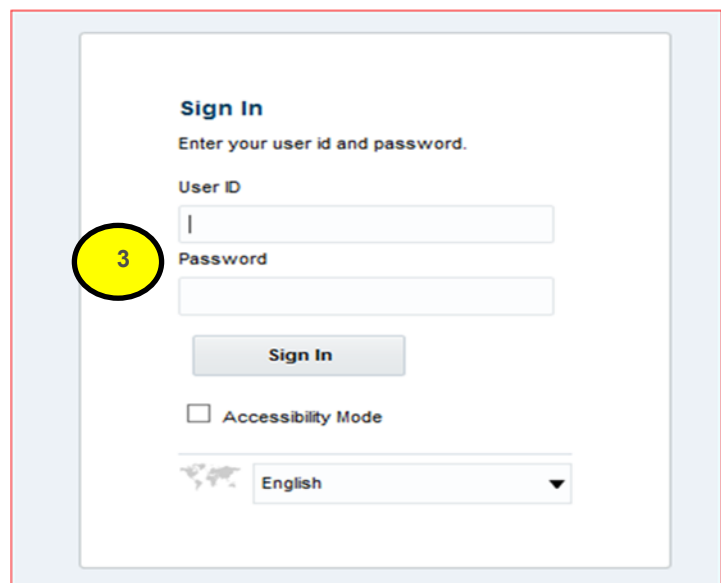 Sign In
Enter your user id and password.
User ID
3
Password
Sign In
Accessibility Mode
English